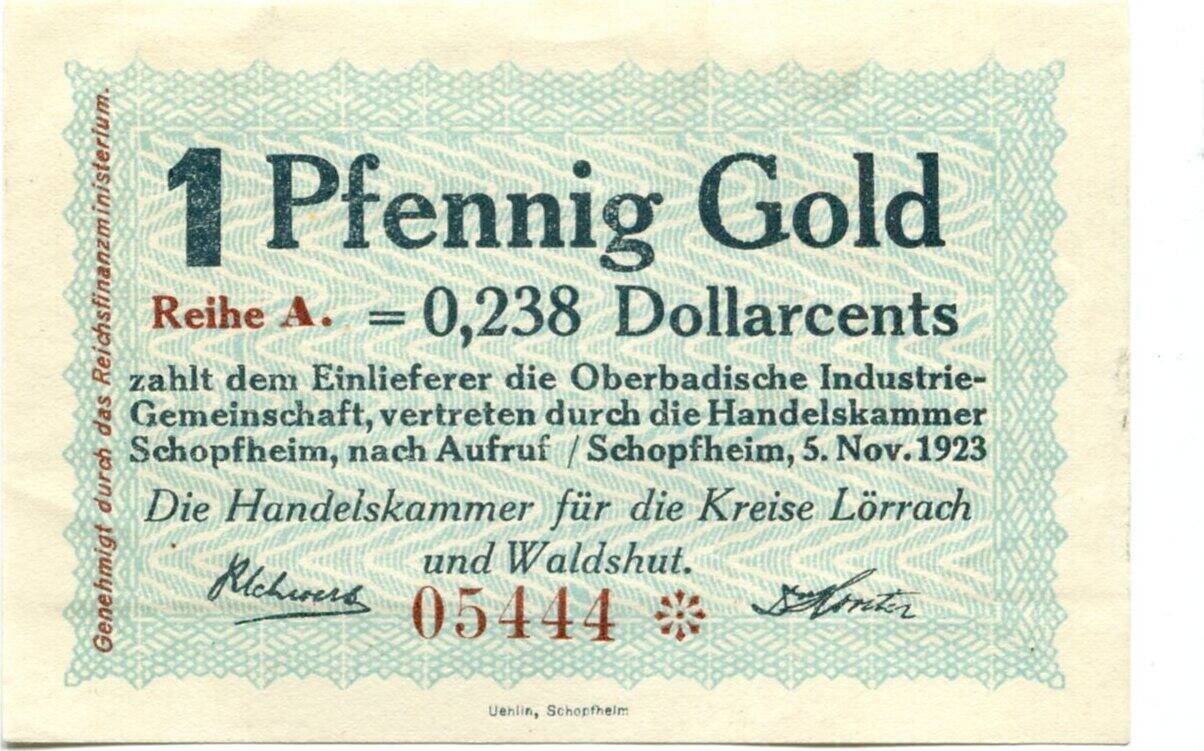 Genehmigt durch das Reichsfinanzministerium.
1 Pfennig Gold
Reihe A. = 0,238 Dollarcents
zahlt dem Einlieferer die Oberbadische Industrie-
Gemeinschaft, vertreten durch die Handelskammer
Schopfheim, nach Aufruf / Schopfheim, 5. Nov. 1923
Die Handelskammer für die Kreise Lörrach
und Waldshut.
05444
Uehlin, Schopfheim